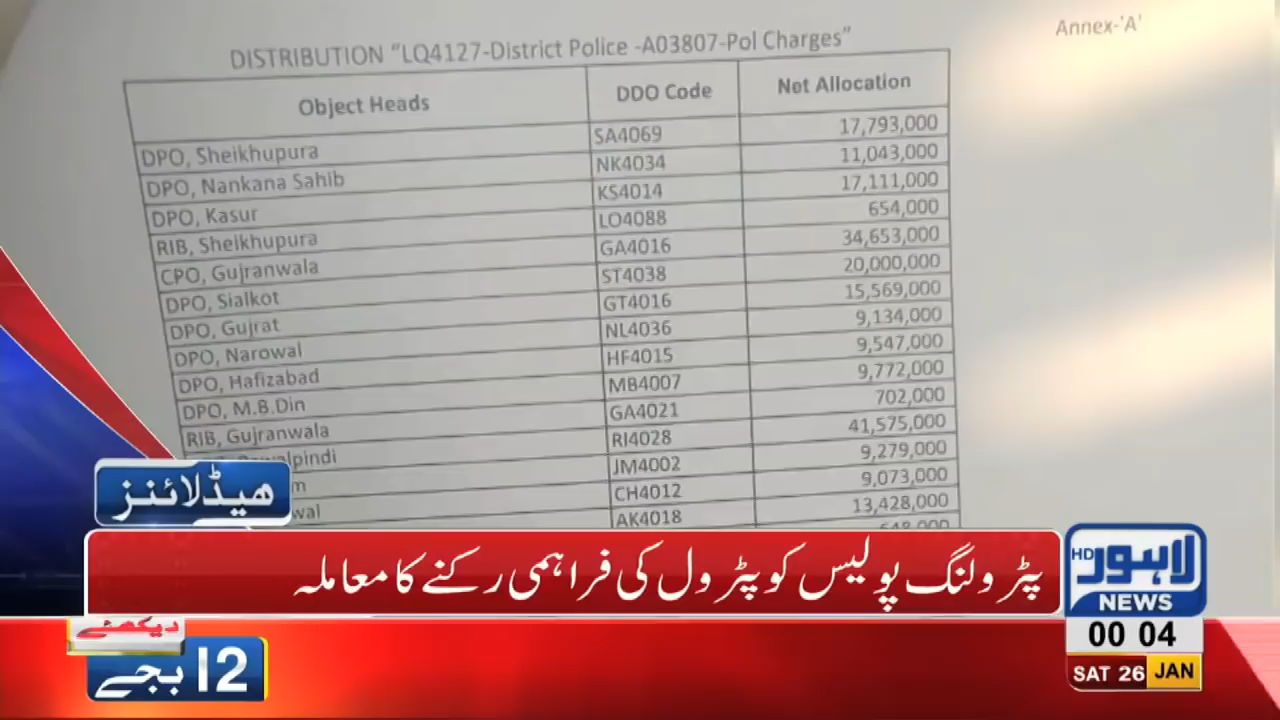 Annex-'A'
DISTRIBUTION "LQ4127-District Police -A03807-Pol Charges"
Object Heads DDO Code Net Allocation
DPO, Sheikhupura SA4069 17,793,000
DPO, Nankana Sahib NK4034 11,043,000
DPO, Kasur KS4014 17,111,000
RIB, Sheikhupura LO4088 654,000
CPO, Gujranwala GA4016 34,653,000
DPO, Sialkot ST4038 20,000,000
DPO, Gujrat GT4016 15,569,000
DPO, Narowal NL4036 9,134,000
DPO, Hafizabad HF4015 9,547,000
DPO, M.B.Din MB4007 9,772,000
RIB, Gujranwala GA4021 702,000
RI4028 41,575,000
JM4002 9,279,000
CH4012 9,073,000
AK4018 13,428,000
ہیڈلائنز
پٹرولنگ پولیس کو پٹرول کی فراہمی رکنے کا معاملہ
دیکھئے
12 بجے
لاہور HD
NEWS
00 04
SAT 26 JAN